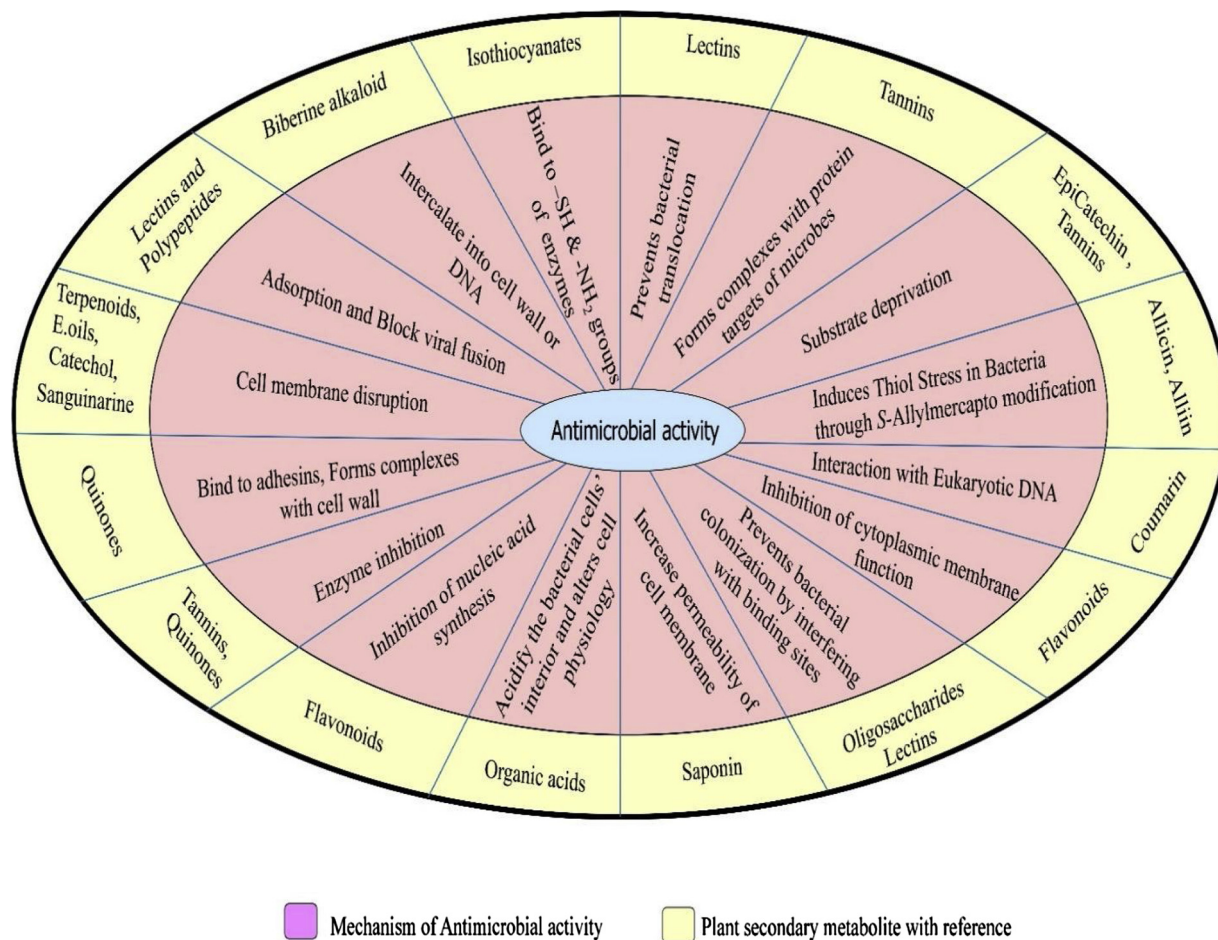 Isothiocyanates
Lectins
Tannins
EpiCatechin ,
Tannins
Allicin, Alliin
Coumarin
Flavonoids
Oligosaccharides
Lectins
Saponin
Organic acids
Flavonoids
Tannins,
Quinones
Quinones
Terpenoids,
E.oils,
Catechol,
Sanguinarine
Lectins and
Polypeptides
Biberine alkaloid
Bind to –SH & -NH₂ groups
of enzymes
Prevents bacterial
translocation
Forms complexes with protein
targets of microbes
Substrate deprivation
Induces Thiol Stress in Bacteria
through S-Allylmercapto modification
Interaction with Eukaryotic DNA
Inhibition of cytoplasmic membrane
function
Prevents bacterial
colonization by interfering
with binding sites
Increase permeability of
cell membrane
Acidify the bacterial cells’
interior and alters cell
physiology
Inhibition of nucleic acid
synthesis
Enzyme inhibition
Bind to adhesins, Forms complexes
with cell wall
Cell membrane disruption
Adsorption and Block viral fusion
Intercalate into cell wall or
DNA
Antimicrobial activity
Mechanism of Antimicrobial activity
Plant secondary metabolite with reference